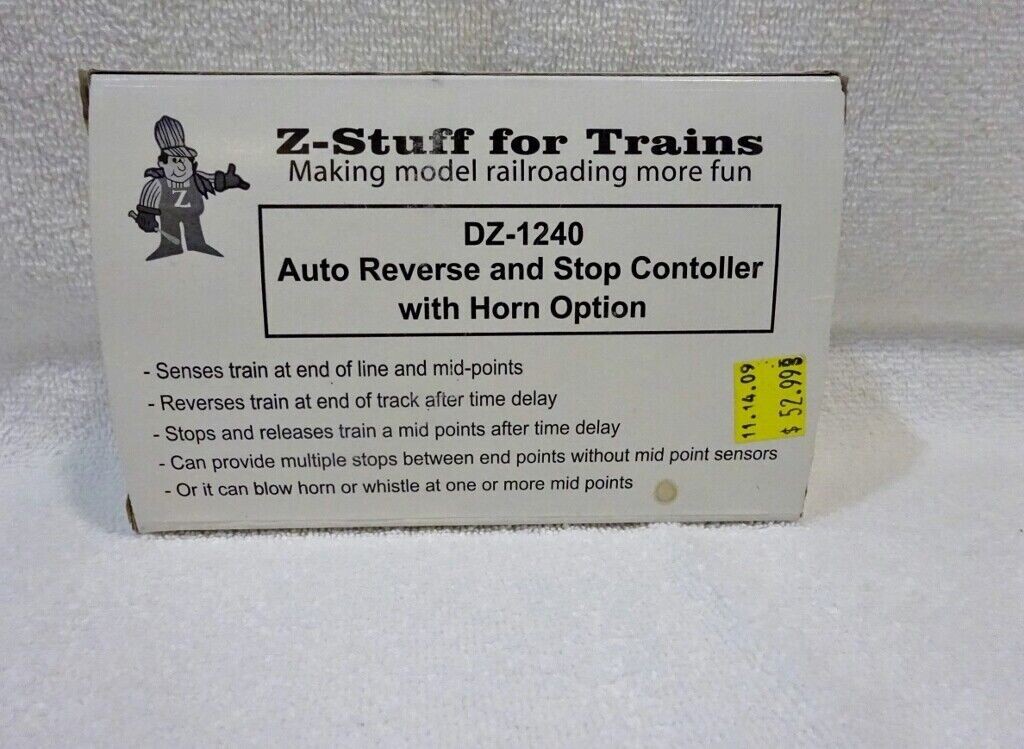 Z-Stuff for Trains
Making model railroading more fun
Z
DZ-1240
Auto Reverse and Stop Contoller
with Horn Option
- Senses train at end of line and mid-points
- Reverses train at end of track after time delay
- Stops and releases train a mid points after time delay
- Can provide multiple stops between end points without mid point sensors
- Or it can blow horn or whistle at one or more mid points
11.14.09
$ 52.99